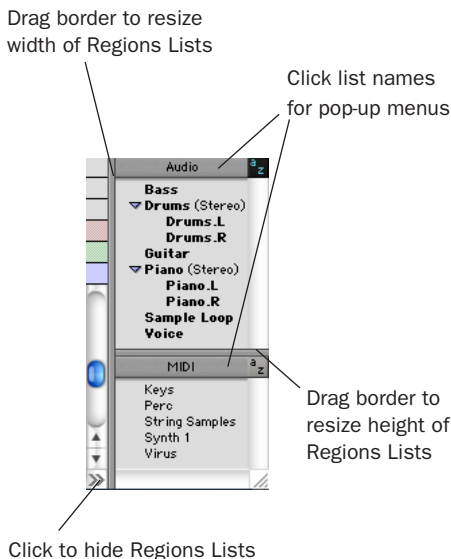 Drag border to resize
width of Regions Lists
Click list names
for pop-up menus
Audio
a z
Bass
Drums (Stereo)
Drums.L
Drums.R
Guitar
Piano (Stereo)
Piano.L
Piano.R
Sample Loop
Voice
MIDI
a z
Keys
Perc
String Samples
Synth 1
Virus
Drag border to
resize height of
Regions Lists
Click to hide Regions Lists